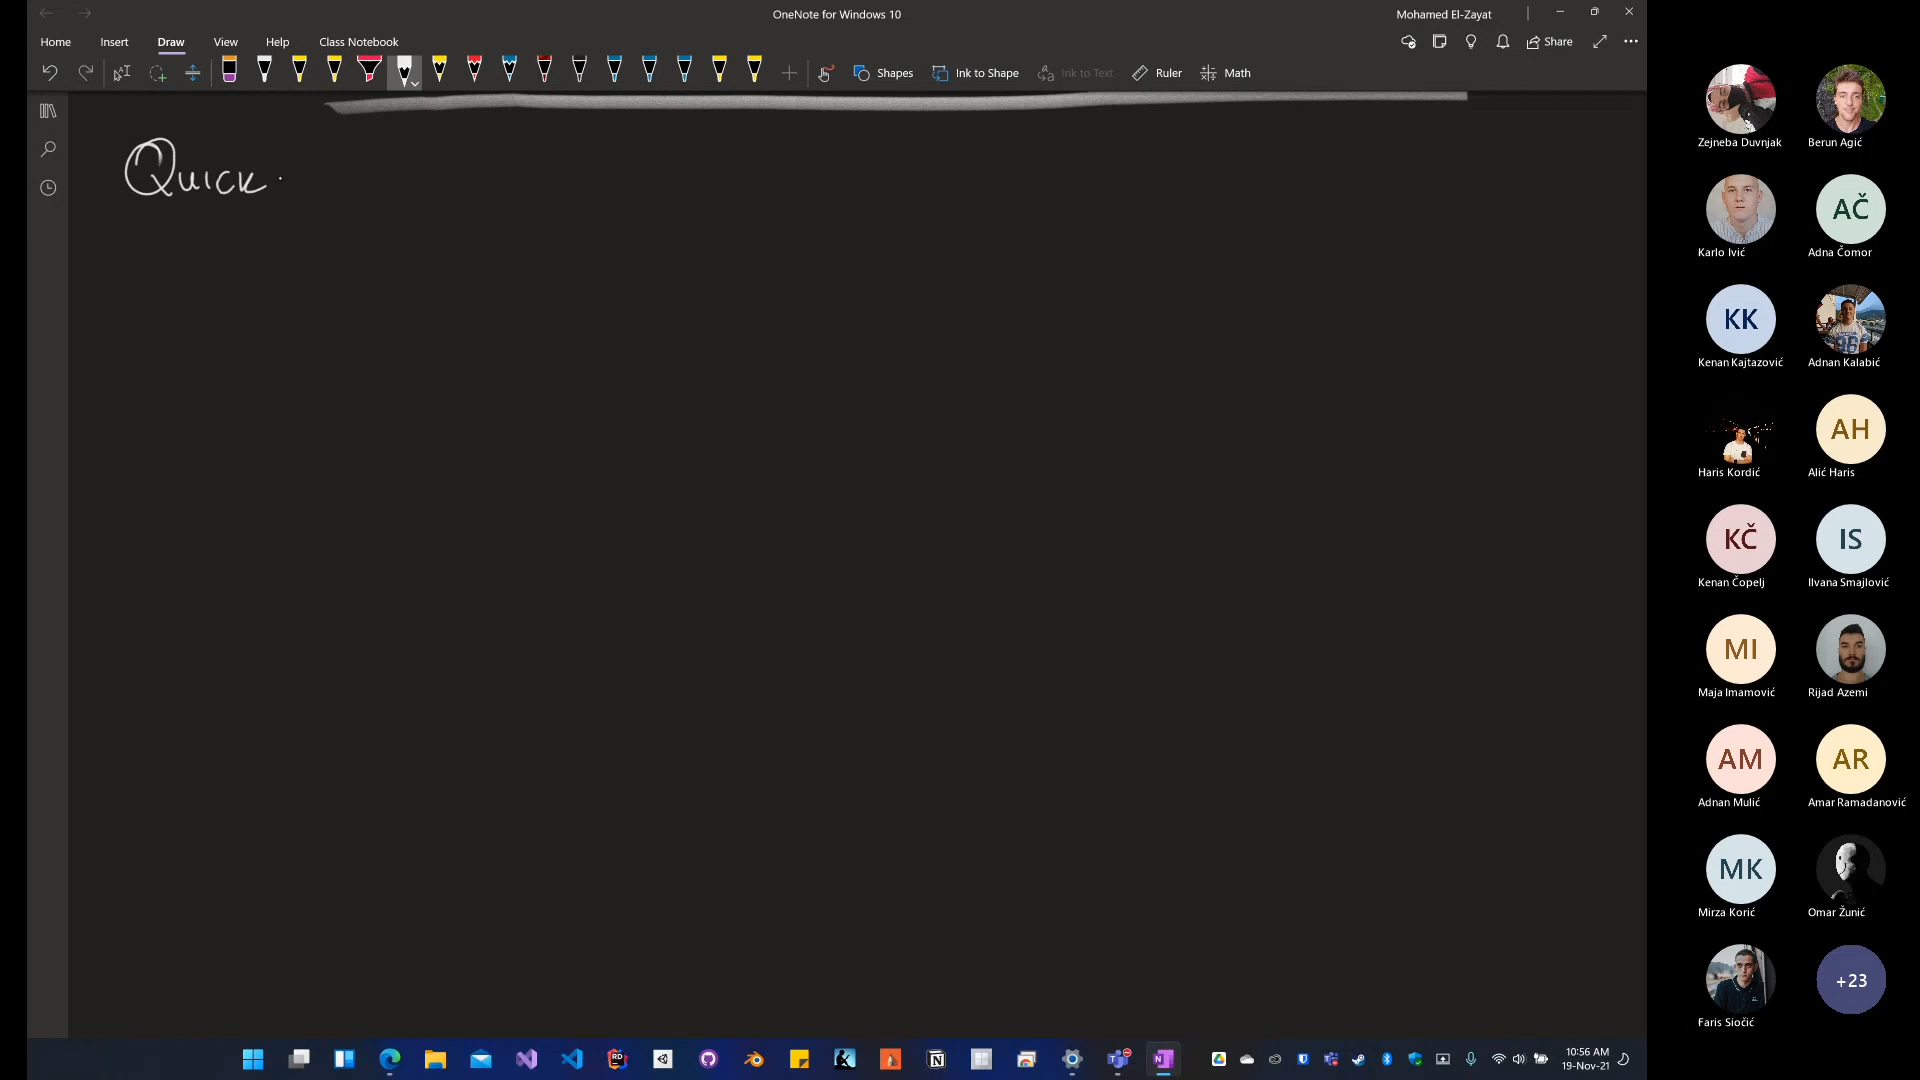 OneNote for Windows 10
Mohamed El-Zayat
Home Insert Draw View Help Class Notebook
Share
Shapes Ink to Shape Ink to Text Ruler Math
Quick
Zejneba Duvnjak Berun Agić
AČ
Karlo Ivić Adna Čomor
KK
Kenan Kajtazović Adnan Kalabić
AH
Haris Kordić Alić Haris
KČ IS
Kenan Čopelj Ilvana Smajlović
MI
Maja Imamović Rijad Azemi
AM AR
Adnan Mulić Amar Ramadanović
MK
Mirza Korić Omar Žunić
+23
Faris Siočić
10:56 AM
19-Nov-21